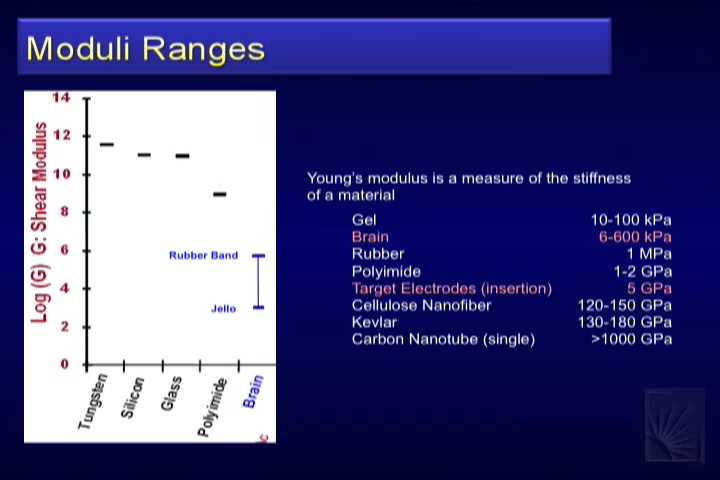 Moduli Ranges
Log (G) G: Shear Modulus
14
12
10
8
6
4
2
0
Rubber Band
Jello
Tungsten
Silicon
Glass
Polyimide
Brain
Young's modulus is a measure of the stiffness
of a material
Gel 10-100 kPa
Brain 6-600 kPa
Rubber 1 MPa
Polyimide 1-2 GPa
Target Electrodes (insertion) 5 GPa
Cellulose Nanofiber 120-150 GPa
Kevlar 130-180 GPa
Carbon Nanotube (single) >1000 GPa